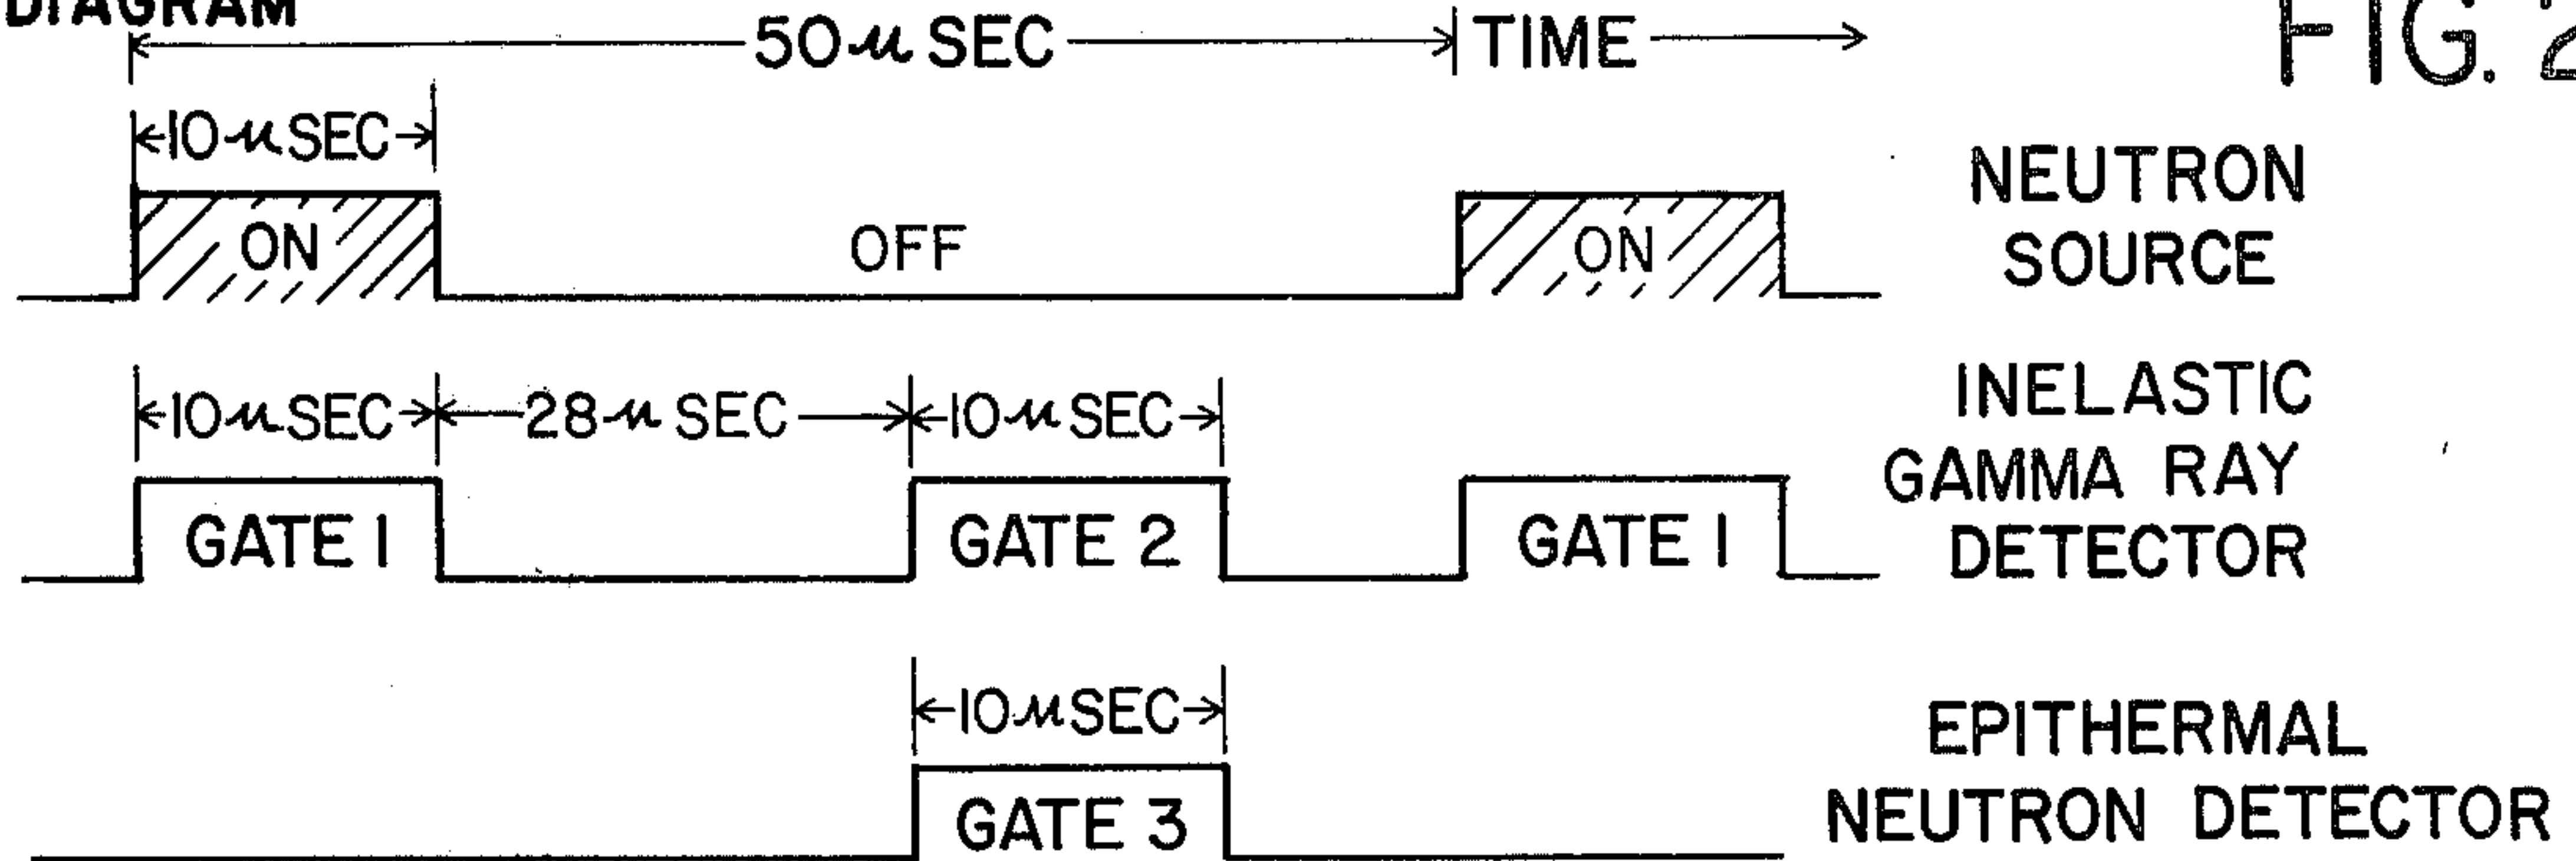 DIAGRAM
50 µ SEC TIME
FIG. 2
10 µ SEC
NEUTRON
SOURCE
ON OFF ON
INELASTIC
GAMMA RAY
DETECTOR
10 µ SEC 28 µ SEC 10 µ SEC
GATE 1 GATE 2 GATE 1
10 µ SEC
EPITHERMAL
NEUTRON DETECTOR
GATE 3